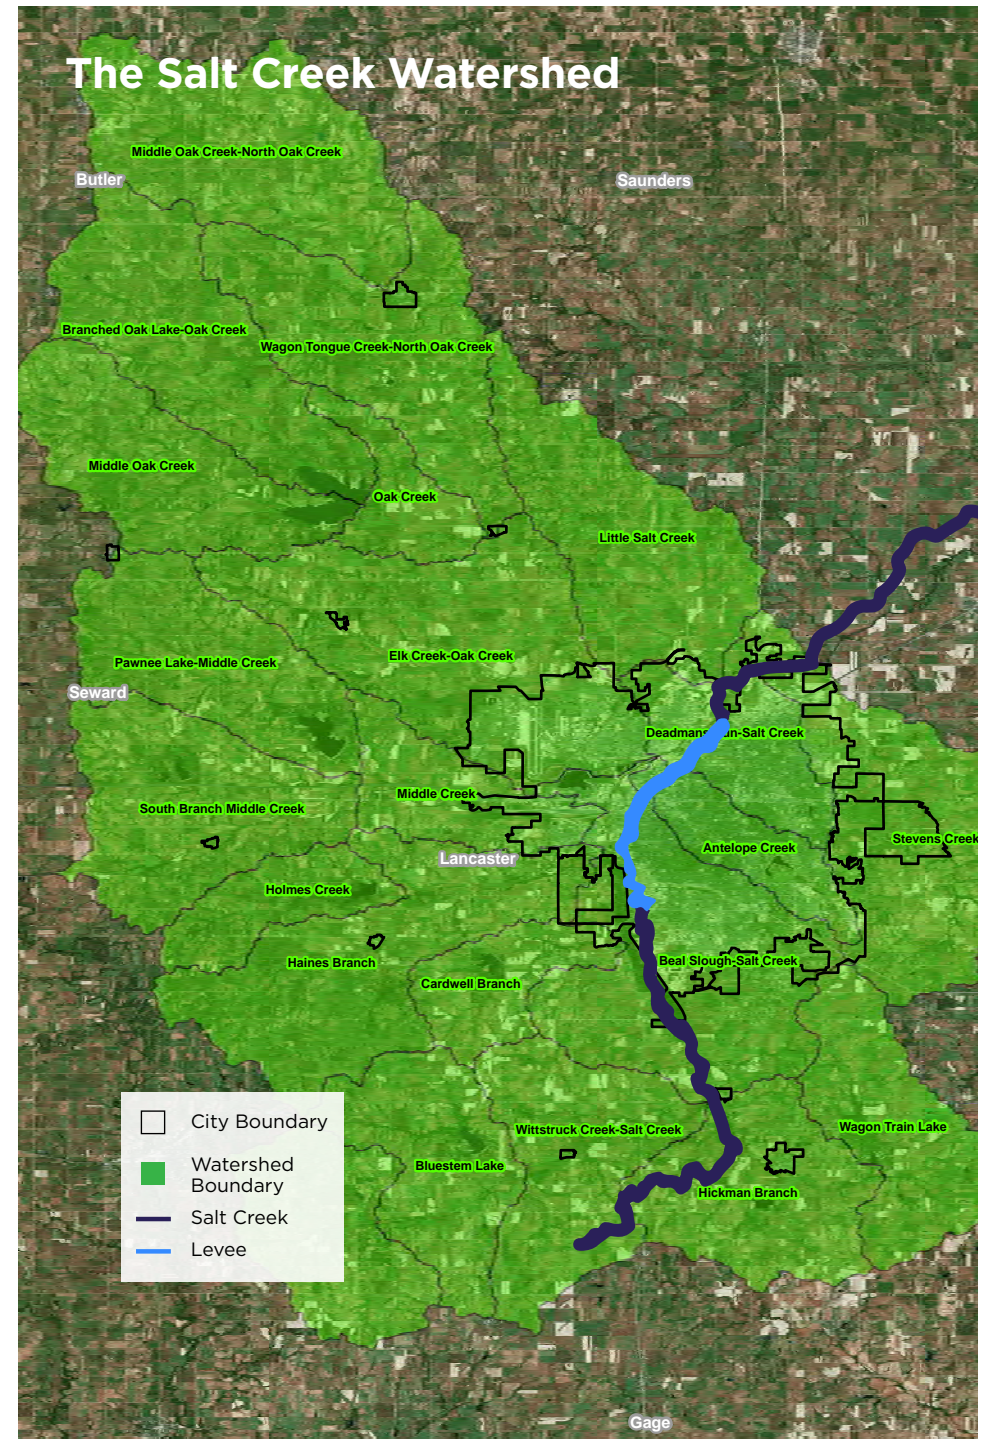 The Salt Creek Watershed
Middle Oak Creek-North Oak Creek
Butler
Saunders
Branched Oak Lake-Oak Creek
Wagon Tongue Creek-North Oak Creek
Middle Oak Creek
Oak Creek
Little Salt Creek
Elk Creek-Oak Creek
Pawnee Lake-Middle Creek
Seward
Deadmans Run-Salt Creek
Middle Creek
South Branch Middle Creek
Stevens Creek
Antelope Creek
Lancaster
Holmes Creek
Haines Branch
Beal Slough-Salt Creek
Cardwell Branch
City Boundary
Wittstruck Creek-Salt Creek
Wagon Train Lake
Watershed
Boundary
Bluestem Lake
Hickman Branch
Salt Creek
Levee
Gage